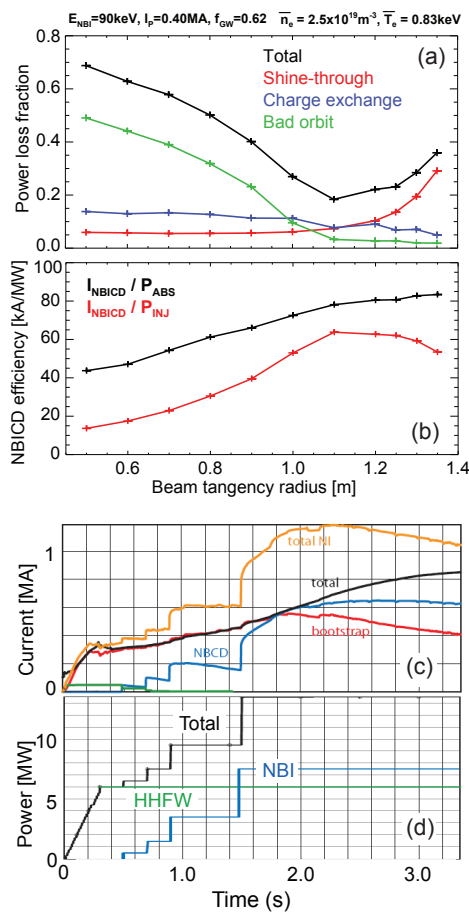 E_NBI=90keV, I_P=0.40MA, f_GW=0.62 n̅_e = 2.5x10^19m^-3, T̅_e = 0.83keV
(a)
Total
Shine-through
Charge exchange
Bad orbit
Power loss fraction
0.8
0.6
0.4
0.2
0.0
100
80
60
40
20
0
NBICD efficiency [kA/MW]
I_NBICD / P_ABS
I_NBICD / P_INJ
(b)
0.6 0.8 1.0 1.2 1.4
Beam tangency radius [m]
1
0
Current [MA]
total NI
total
NBCD
bootstrap
(c)
10
5
0
Power [MW]
Total
NBI
HHFW
(d)
0 1.0 2.0 3.0
Time (s)